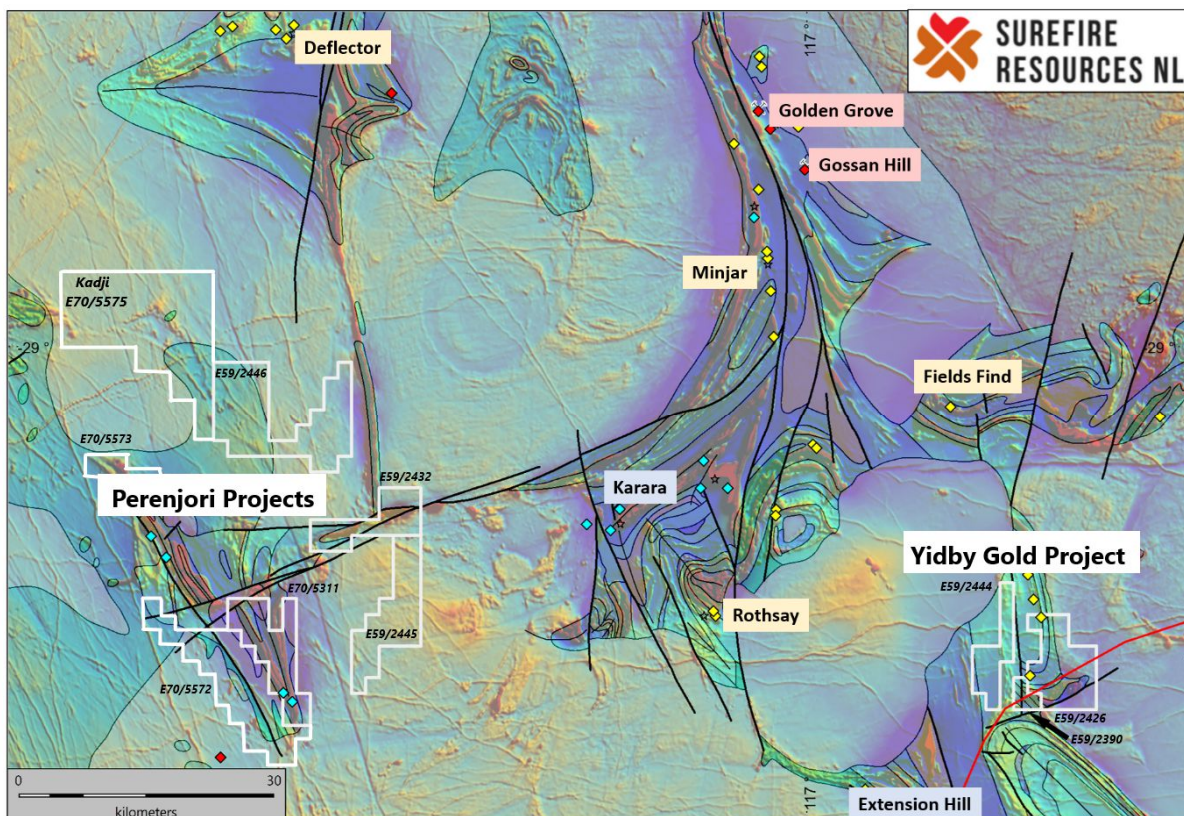 Deflector
117 °
SUREFIRE
RESOURCES NL
Golden Grove
Gossan Hill
Minjar
Kadji
E70/5575
-29 °
-29 °
E59/2446
Fields Find
E70/5573
Perenjori Projects
E59/2432
Karara
Yidby Gold Project
E59/2444
E70/5311
Rothsay
E59/2445
E70/5572
E59/2426
E59/2390
0
30
kilometers
117 °
Extension Hill